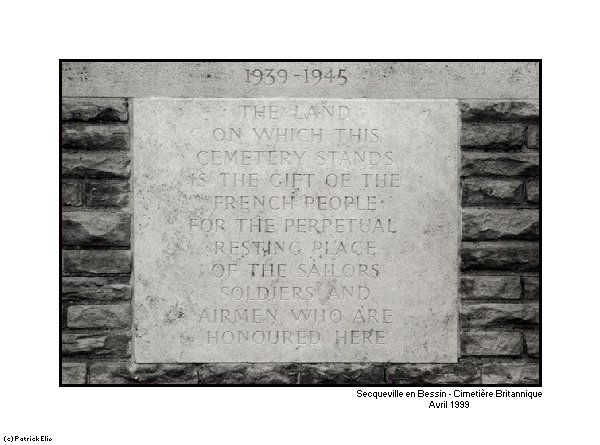 1939 - 1945
THE LAND
ON WHICH THIS
CEMETERY STANDS
IS THE GIFT OF THE
FRENCH PEOPLE
FOR THE PERPETUAL
RESTING PLACE
OF THE SAILORS
SOLDIERS AND
AIRMEN WHO ARE
HONOURED HERE
Secqueville en Bessin - Cimetière Britannique
Avril 1999
(c) Patrick Elie